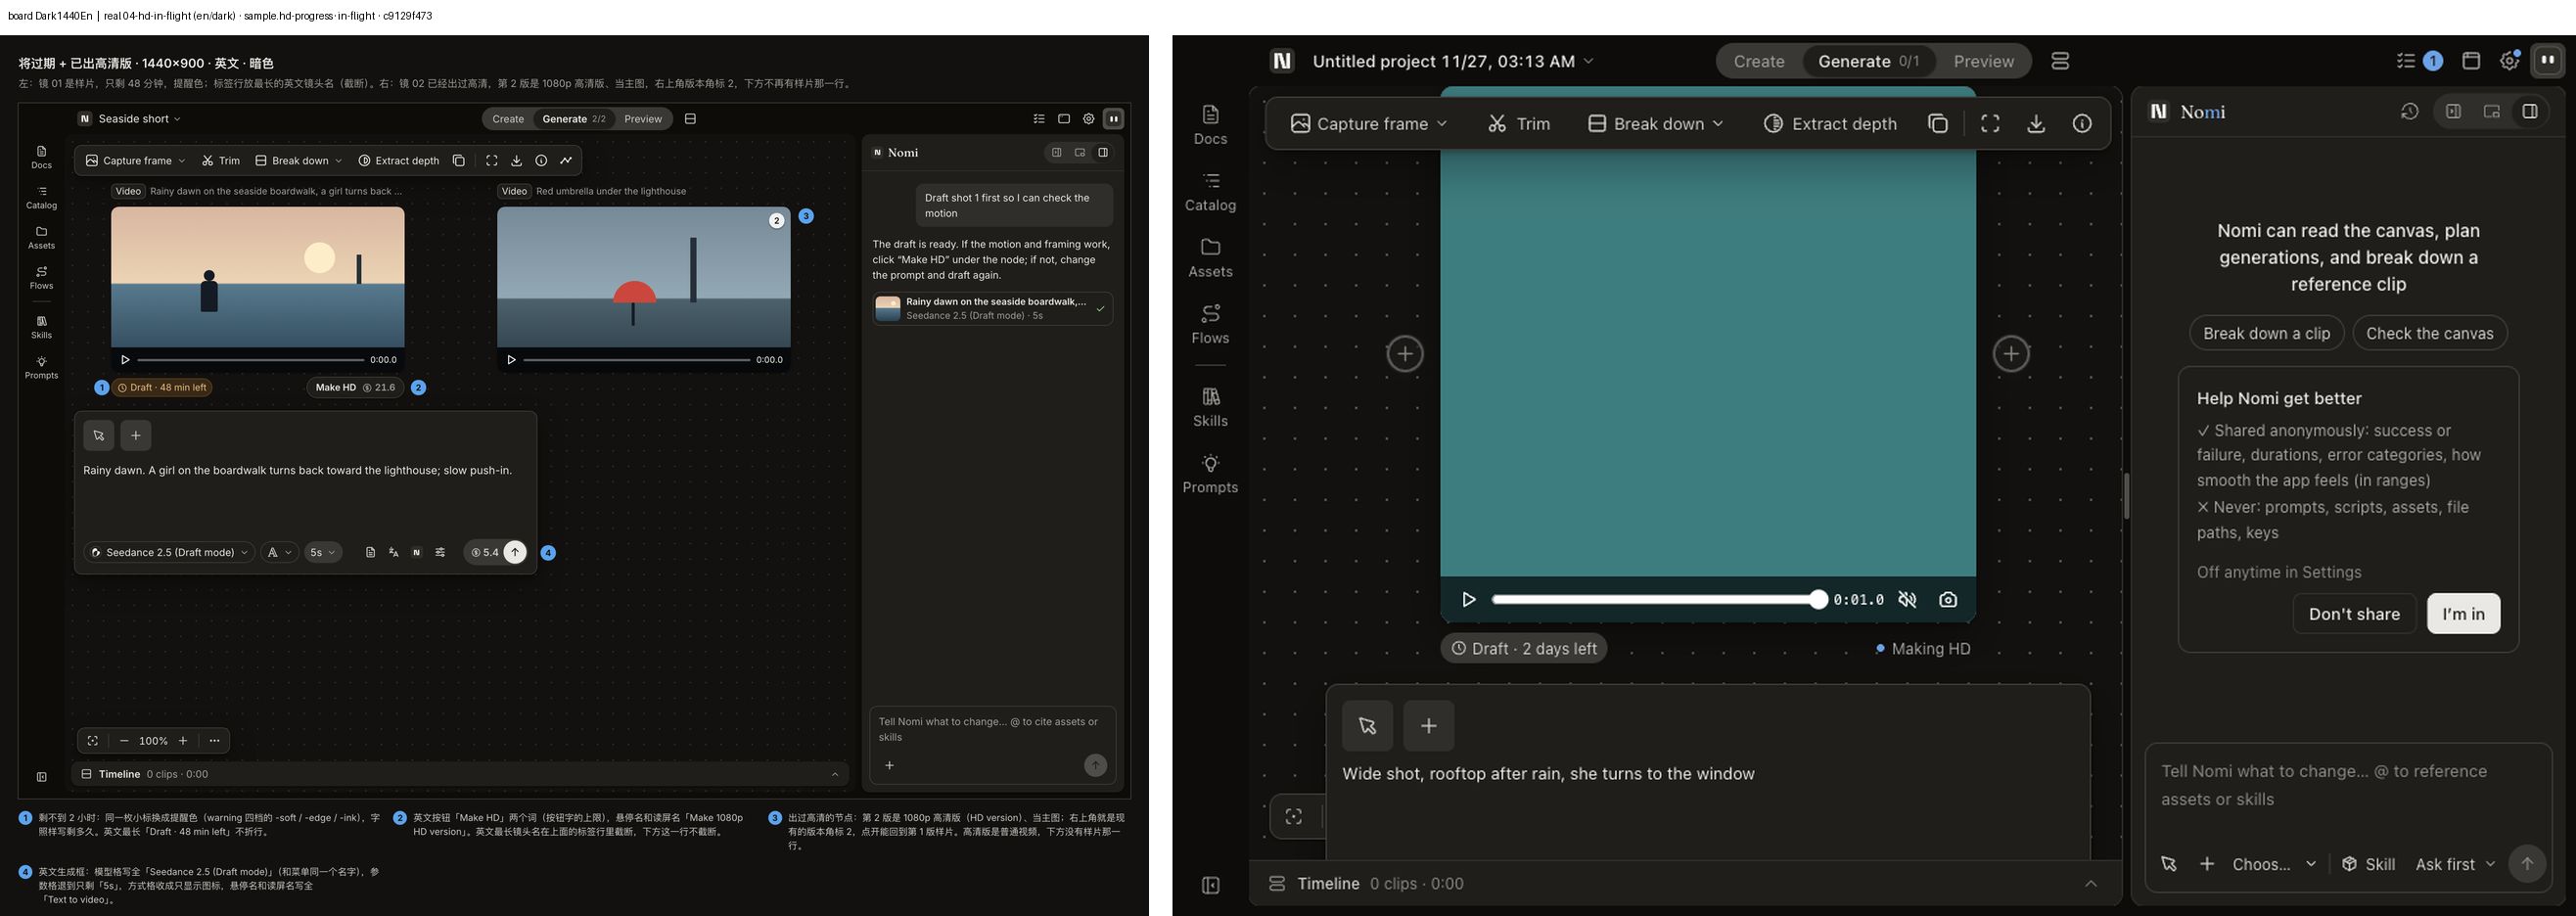 board Dark1440En | real 04-hd-in-flight (en/dark) · sample.hd-progress·in-flight · c9129f473
将过期 + 已出高清版 · 1440×900 · 英文 · 暗色
左：镜 01 是样片，只剩 48 分钟，提醒色；标签行放最长的英文镜头名（截断）。右：镜 02 已经出过高清，第 2 版是 1080p 高清版、当主图，右上角版本角标 2，下方不再有样片那一行。
N Seaside short
Create Generate 2/2 Preview
Docs
Catalog
Assets
Flows
Skills
Prompts
Capture frame Trim Break down Extract depth
Video Rainy dawn on the seaside boardwalk, a girl turns back ...
Video Red umbrella under the lighthouse
2
3
0:00.0
0:00.0
1 Draft · 48 min left
Make HD 21.6 2
Rainy dawn. A girl on the boardwalk turns back toward the lighthouse; slow push-in.
Seedance 2.5 (Draft mode) A 5s N 5.4
4
100%
Timeline 0 clips · 0:00
N Nomi
Draft shot 1 first so I can check the
motion
The draft is ready. If the motion and framing work,
click “Make HD” under the node; if not, change
the prompt and draft again.
Rainy dawn on the seaside boardwalk,...
Seedance 2.5 (Draft mode) · 5s
Tell Nomi what to change... @ to cite assets or
skills
1 剩不到 2 小时：同一枚小标换成提醒色（warning 四档的 -soft / -edge / -ink），字
照样写剩多久。英文最长「Draft · 48 min left」不折行。
2 英文按钮「Make HD」两个词（按钮字的上限），悬停名和读屏名「Make 1080p
HD version」。英文最长镜头名在上面的标签行里截断，下方这一行不截断。
3 出过高清的节点：第 2 版是 1080p 高清版（HD version）、当主图；右上角就是现
有的版本角标 2，点开能回到第 1 版样片。高清版是普通视频，下方没有样片那一
行。
4 英文生成框：模型格写全「Seedance 2.5 (Draft mode)」（和菜单同一个名字），参
数格退到只剩「5s」，方式格收成只显示图标，悬停名和读屏名写全
「Text to video」。
N Untitled project 11/27, 03:13 AM
Create Generate 0/1 Preview
1
Docs
Catalog
Assets
Flows
Skills
Prompts
Capture frame Trim Break down Extract depth
0:01.0
Draft · 2 days left
Making HD
Wide shot, rooftop after rain, she turns to the window
Timeline 0 clips · 0:00
N Nomi
Nomi can read the canvas, plan
generations, and break down a
reference clip
Break down a clip Check the canvas
Help Nomi get better
✓ Shared anonymously: success or
failure, durations, error categories, how
smooth the app feels (in ranges)
✕ Never: prompts, scripts, assets, file
paths, keys
Off anytime in Settings
Don't share I'm in
Tell Nomi what to change... @ to reference
assets or skills
Choos... Skill Ask first